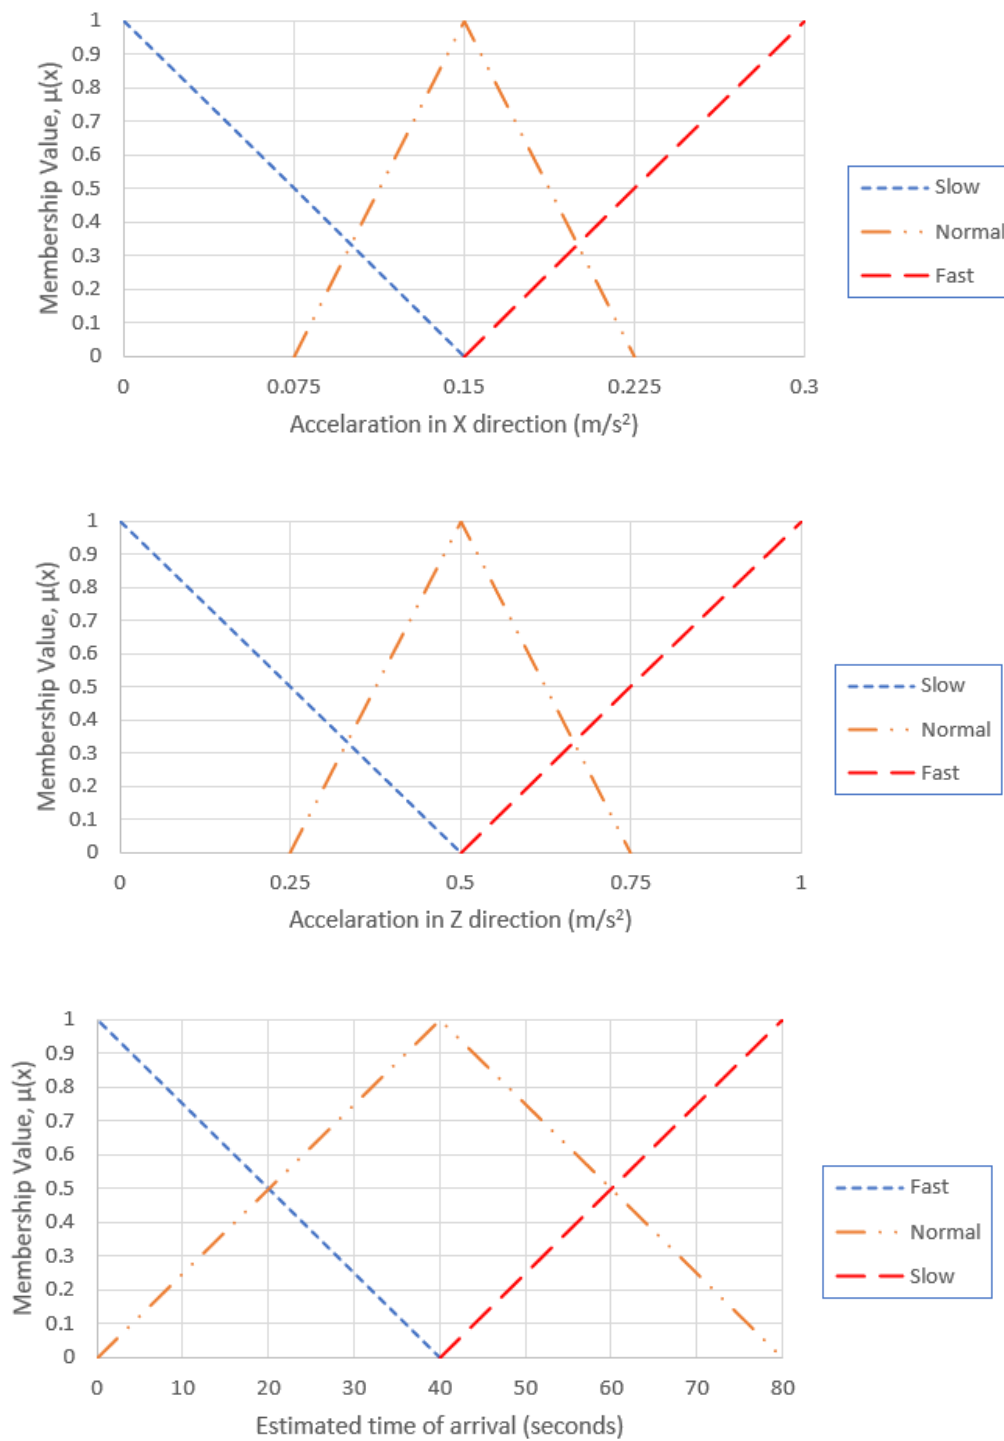 1
0.9
0.8
0.7
0.6
0.5
0.4
0.3
0.2
0.1
0
Membership Value, µ(x)
0 0.075 0.15 0.225 0.3
Accelaration in X direction (m/s²)
Slow
Normal
Fast
1
0.9
0.8
0.7
0.6
0.5
0.4
0.3
0.2
0.1
0
Membership Value, µ(x)
0 0.25 0.5 0.75 1
Accelaration in Z direction (m/s²)
Slow
Normal
Fast
1
0.9
0.8
0.7
0.6
0.5
0.4
0.3
0.2
0.1
0
Membership Value, µ(x)
0 10 20 30 40 50 60 70 80
Estimated time of arrival (seconds)
Fast
Normal
Slow